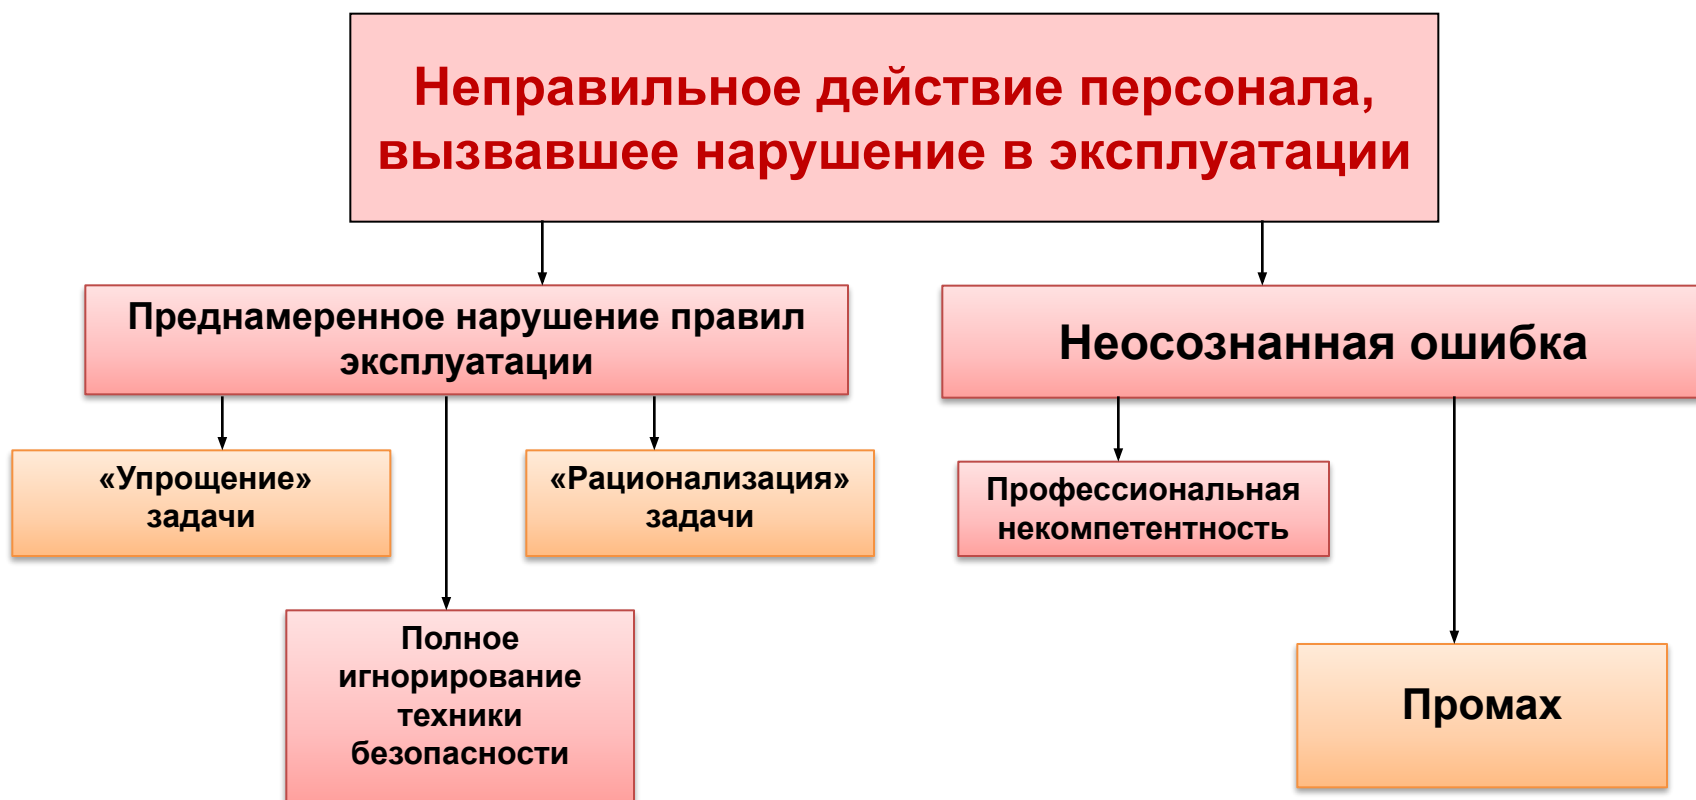 Неправильное действие персонала,
вызвавшее нарушение в эксплуатации
Преднамеренное нарушение правил
эксплуатации
Неосознанная ошибка
«Упрощение»
задачи
«Рационализация»
задачи
Профессиональная
некомпетентность
Полное
игнорирование
техники
безопасности
Промах